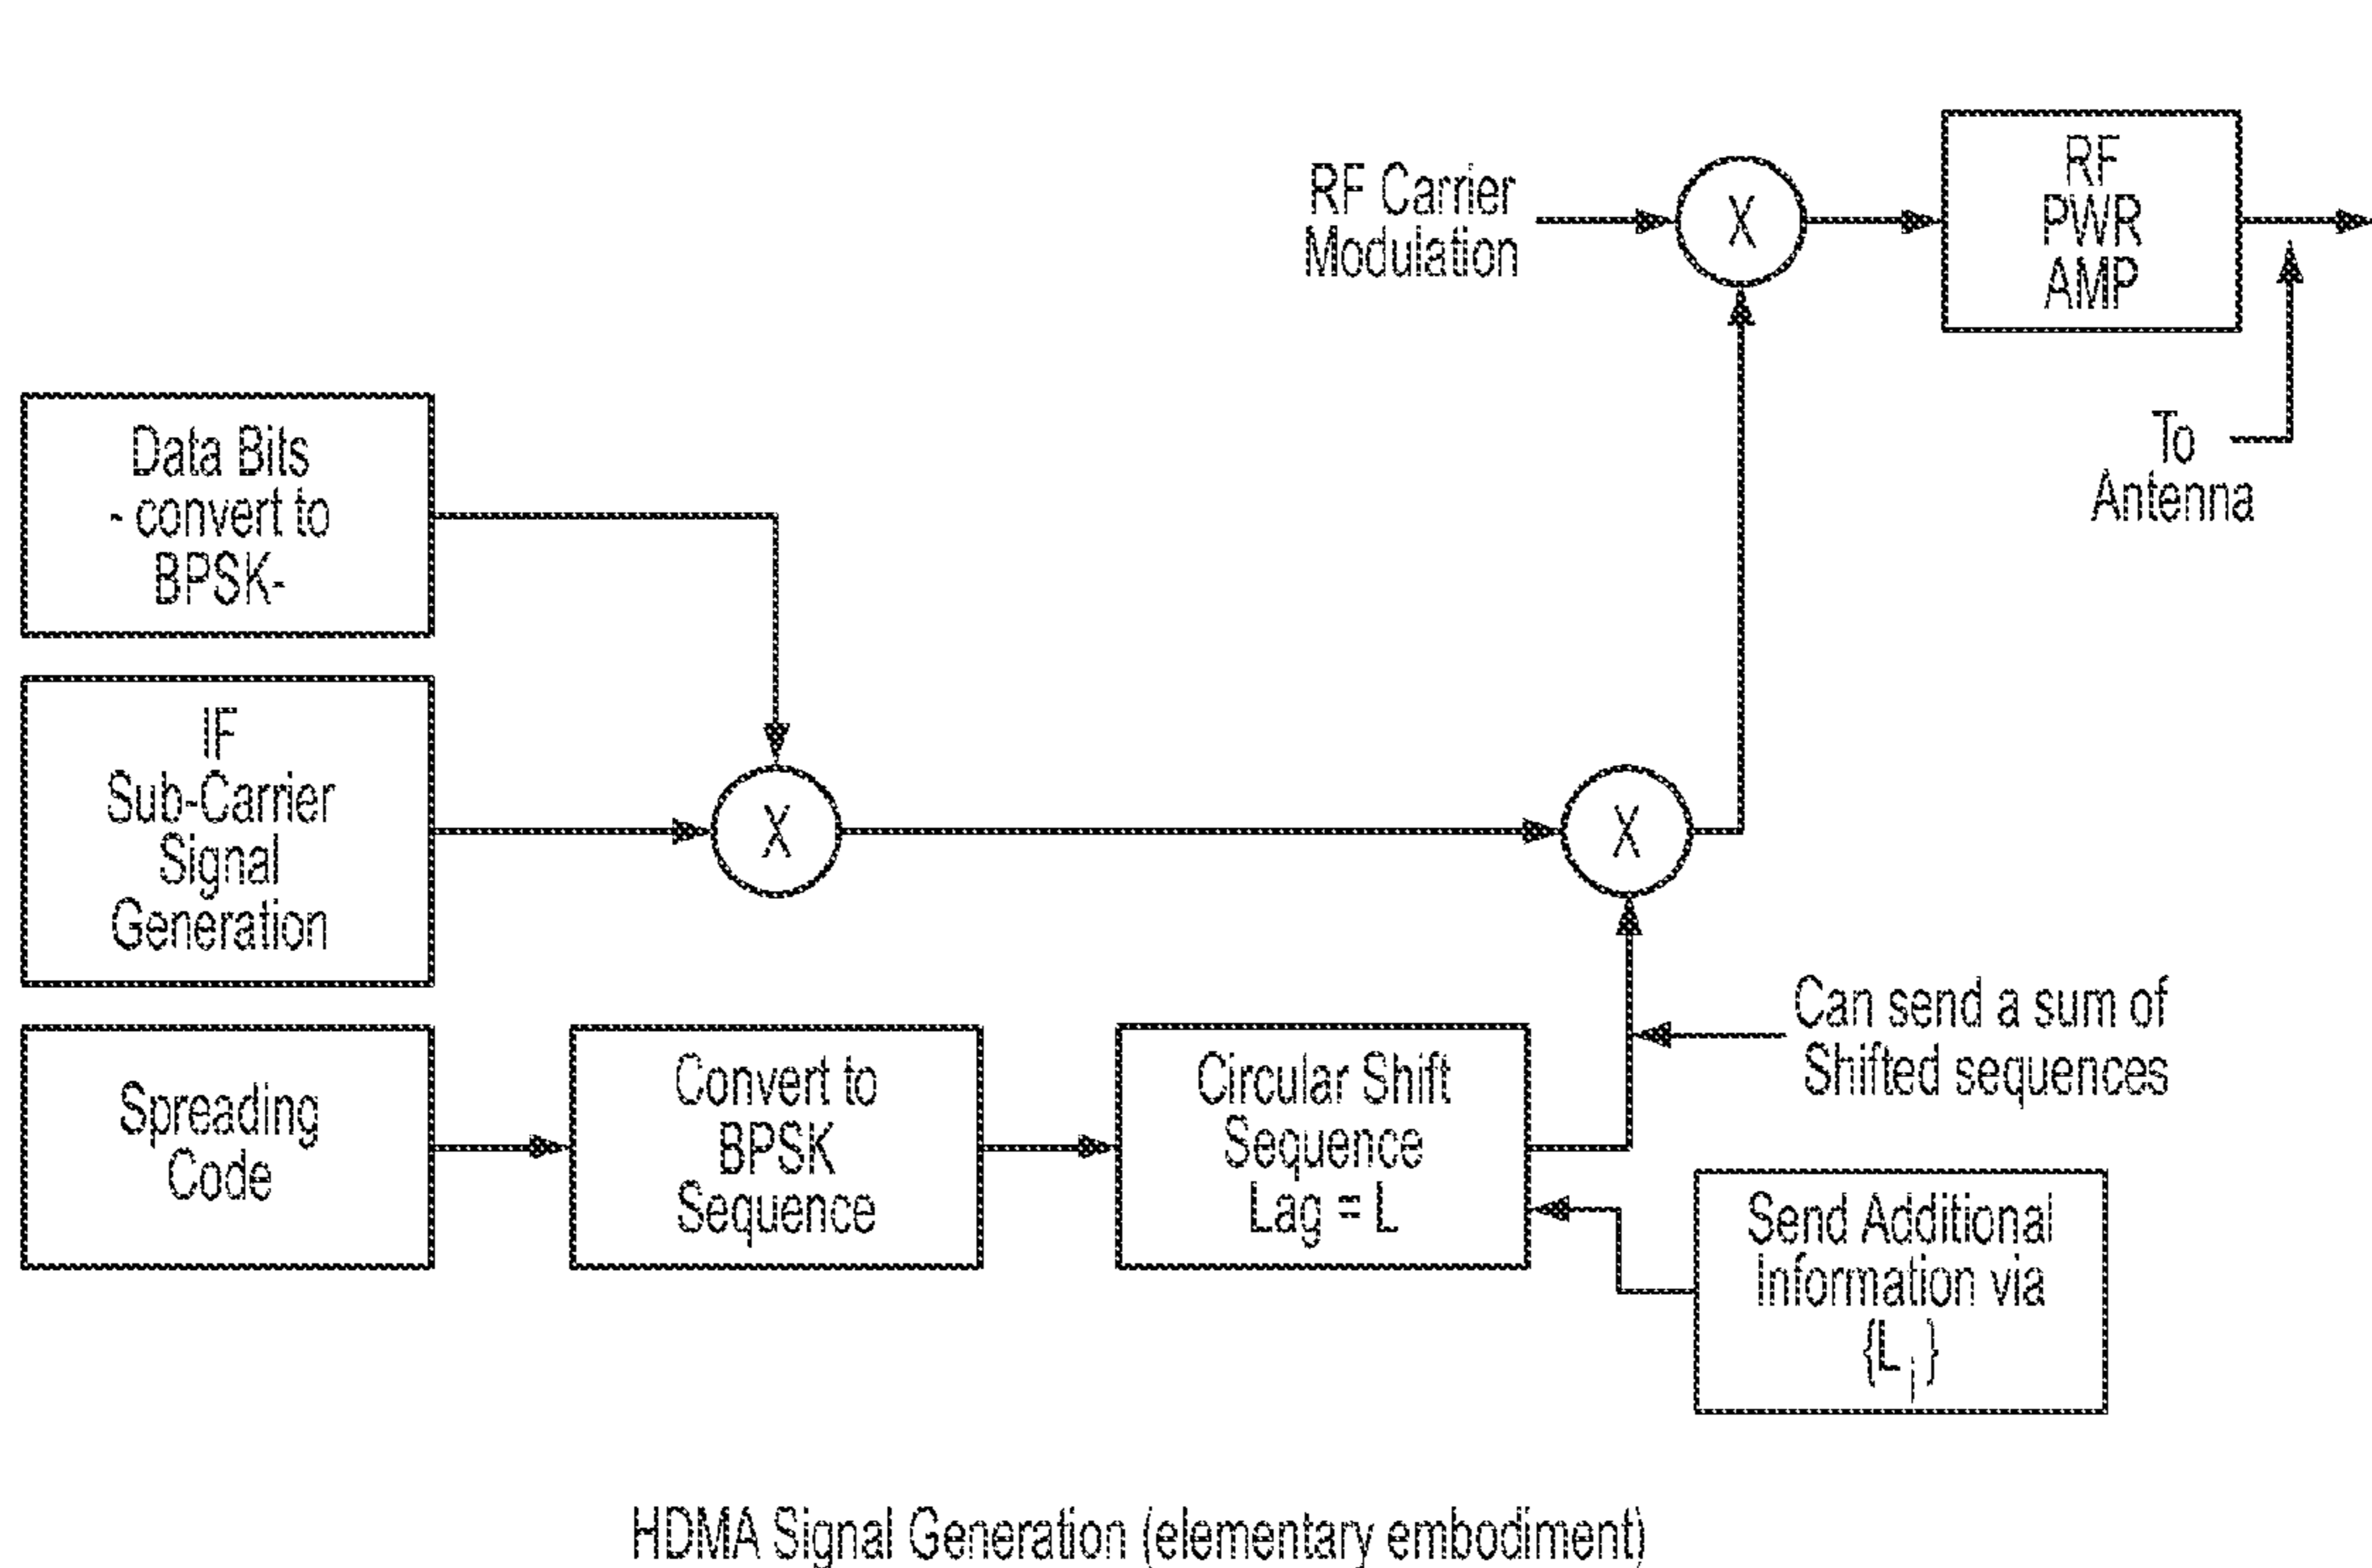 RF Carrier
Modulation
X
RF
PWR
AMP
To
Antenna
Data Bits
- convert to
BPSK-
IF
Sub-Carrier
Signal
Generation
X
X
Spreading
Code
Convert to
BPSK
Sequence
Circular Shift
Sequence
Lag = L
Can send a sum of
Shifted sequences
Send Additional
Information via
{L j }
HDMA Signal Generation (elementary embodiment)